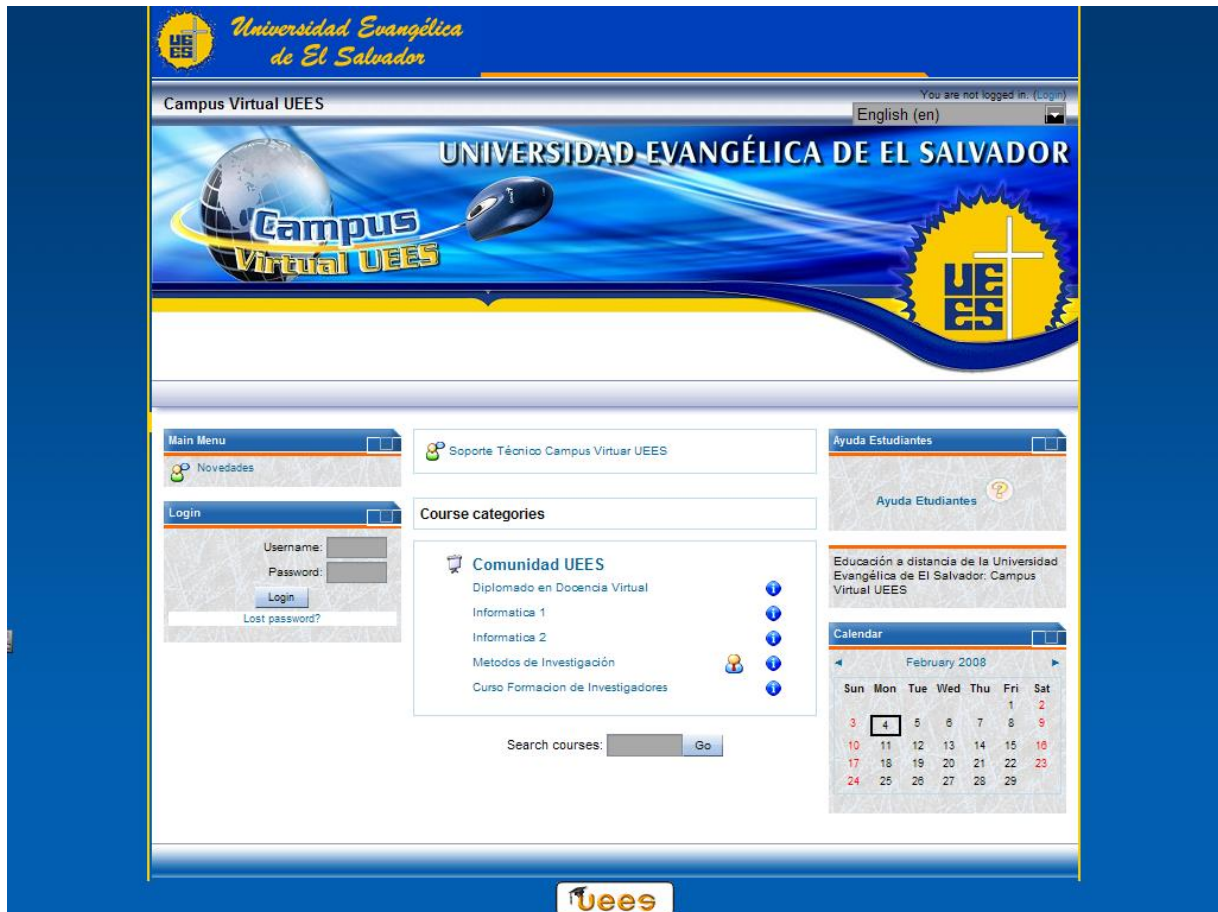 UE
ES
Universidad Evangélica
de El Salvador
Campus Virtual UEES
You are not logged in. (Login)
English (en)
UNIVERSIDAD EVANGÉLICA DE EL SALVADOR
Campus
Virtual UEES
UE
ES
Main Menu
Novedades
Login
Username:
Password:
Login
Lost password?
Soporte Técnico Campus Virtuar UEES
Course categories
Comunidad UEES
Diplomado en Docencia Virtual
Informatica 1
Informatica 2
Metodos de Investigación
Curso Formacion de Investigadores
Search courses: Go
Ayuda Estudiantes
Ayuda Etudiantes
Educación a distancia de la Universidad
Evangélica de El Salvador: Campus
Virtual UEES
Calendar
February 2008
Sun Mon Tue Wed Thu Fri Sat
1 2
3 4 5 6 7 8 9
10 11 12 13 14 15 16
17 18 19 20 21 22 23
24 25 26 27 28 29
uees